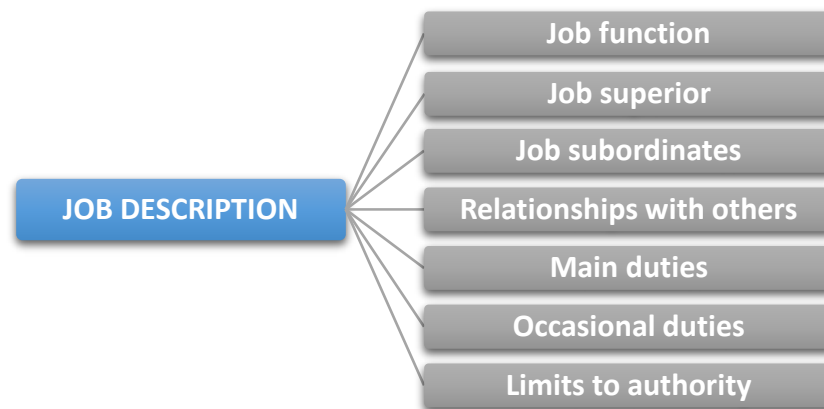 Job function
Job superior
Job subordinates
JOB DESCRIPTION
Relationships with others
Main duties
Occasional duties
Limits to authority